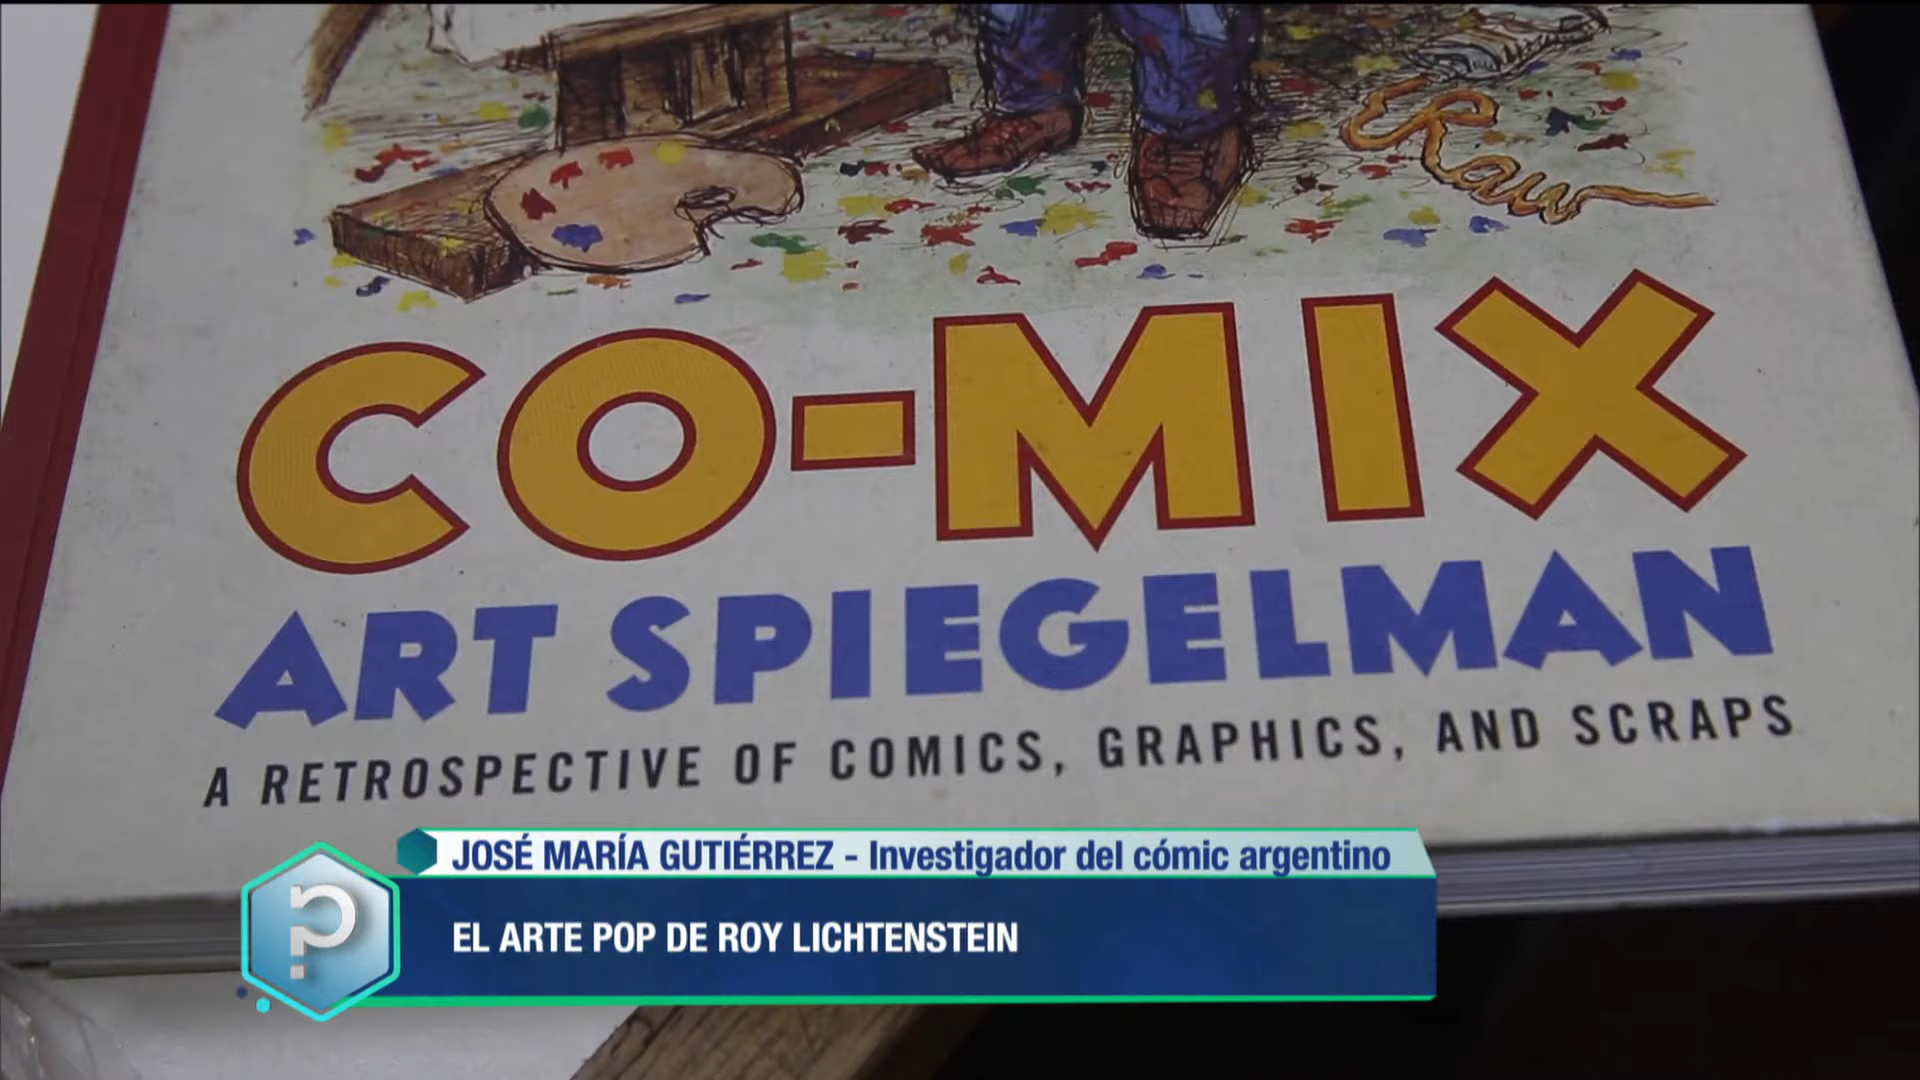 Raw
CO-MIX
ART SPIEGELMAN
A RETROSPECTIVE OF COMICS, GRAPHICS, AND SCRAPS
JOSÉ MARÍA GUTIÉRREZ - Investigador del cómic argentino
EL ARTE POP DE ROY LICHTENSTEIN